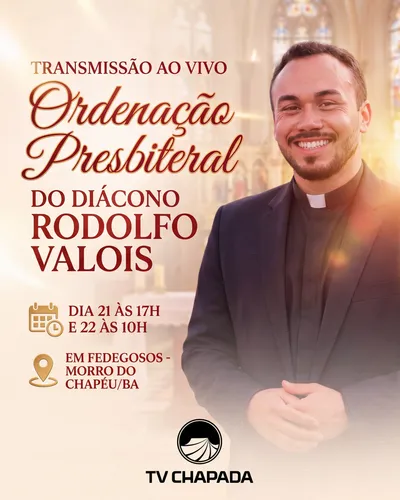 TRANSMISSÃO AO VIVO
Ordenação
Presbiteral
DO DIÁCONO
RODOLFO
VALOIS
DIA 21 ÀS 17H
E 22 ÀS 10H
EM FEDEGOSOS -
MORRO DO
CHAPÉU/BA
TV CHAPADA